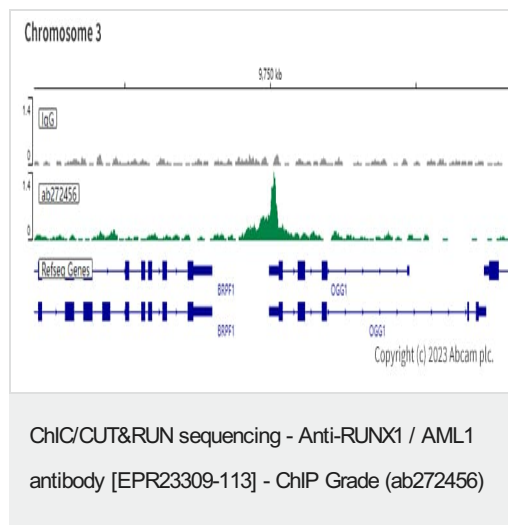 Chromosome 3
9,750 kb
1.4
IgG
0
1.4
ab272456
0
Refseq Genes
BRPF1
OGG1
BRPF1
OGG1
Copyright (c) 2023 Abcam plc.
ChIC/CUT&RUN sequencing - Anti-RUNX1 / AML1
antibody [EPR23309-113] - ChIP Grade (ab272456)